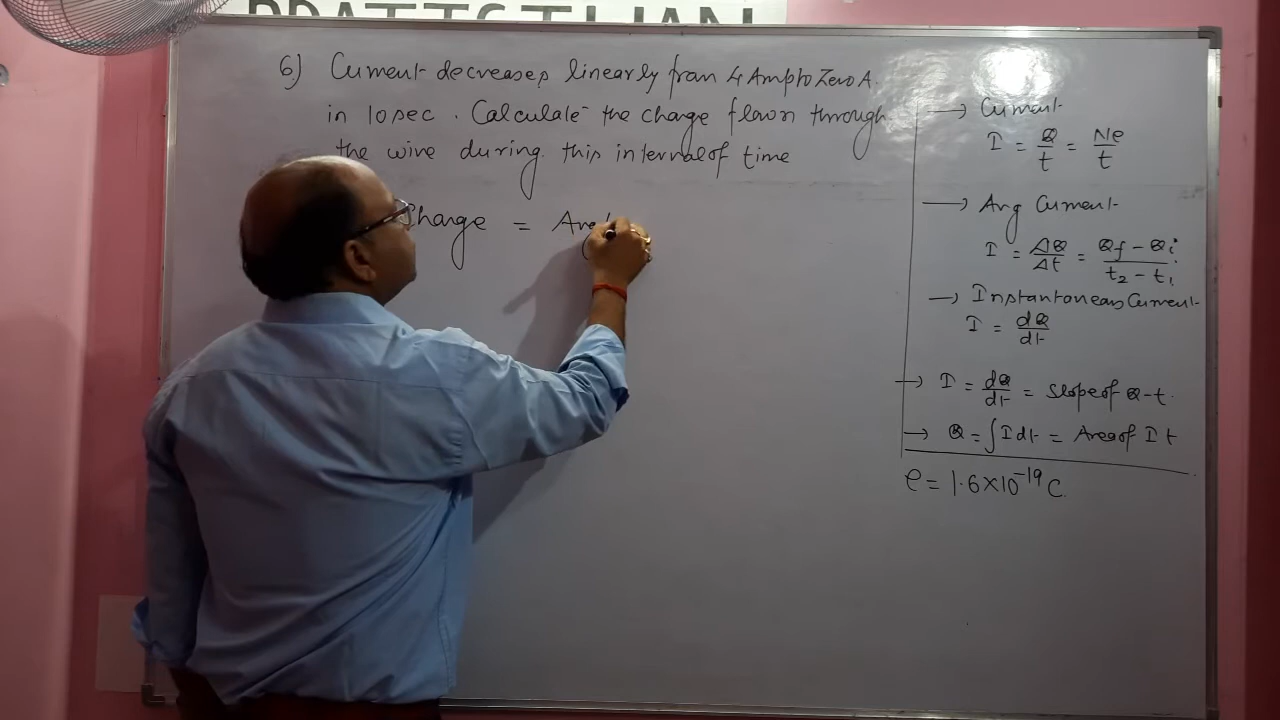 6) Current decreases linearly from 4 Amp to Zero A
in 10 sec . Calculate the charge flown through
the wire during this interval of time
Charge =
→ Current
I = Q/t = Ne/t
→ Avg Current
I = ΔQ/Δt = Qf - Qi / t2 - t1
→ Instantaneous Current
I = dQ/dt
→ I = dQ/dt = Slope of Q-t
→ Q = ∫I dt = Area of I t
e = 1.6×10⁻¹⁹ C.